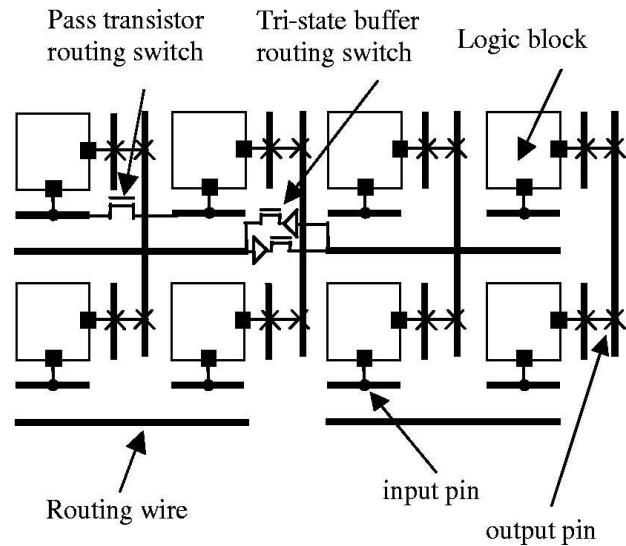 Pass transistor
routing switch
Tri-state buffer
routing switch
Logic block
Routing wire
input pin
output pin